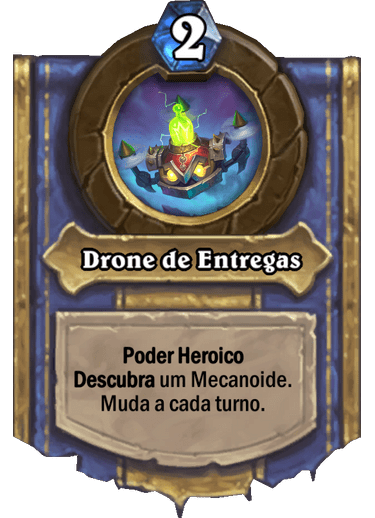 2
Drone de Entregas
Poder Heroico
Descubra um Mecanoide.
Muda a cada turno.